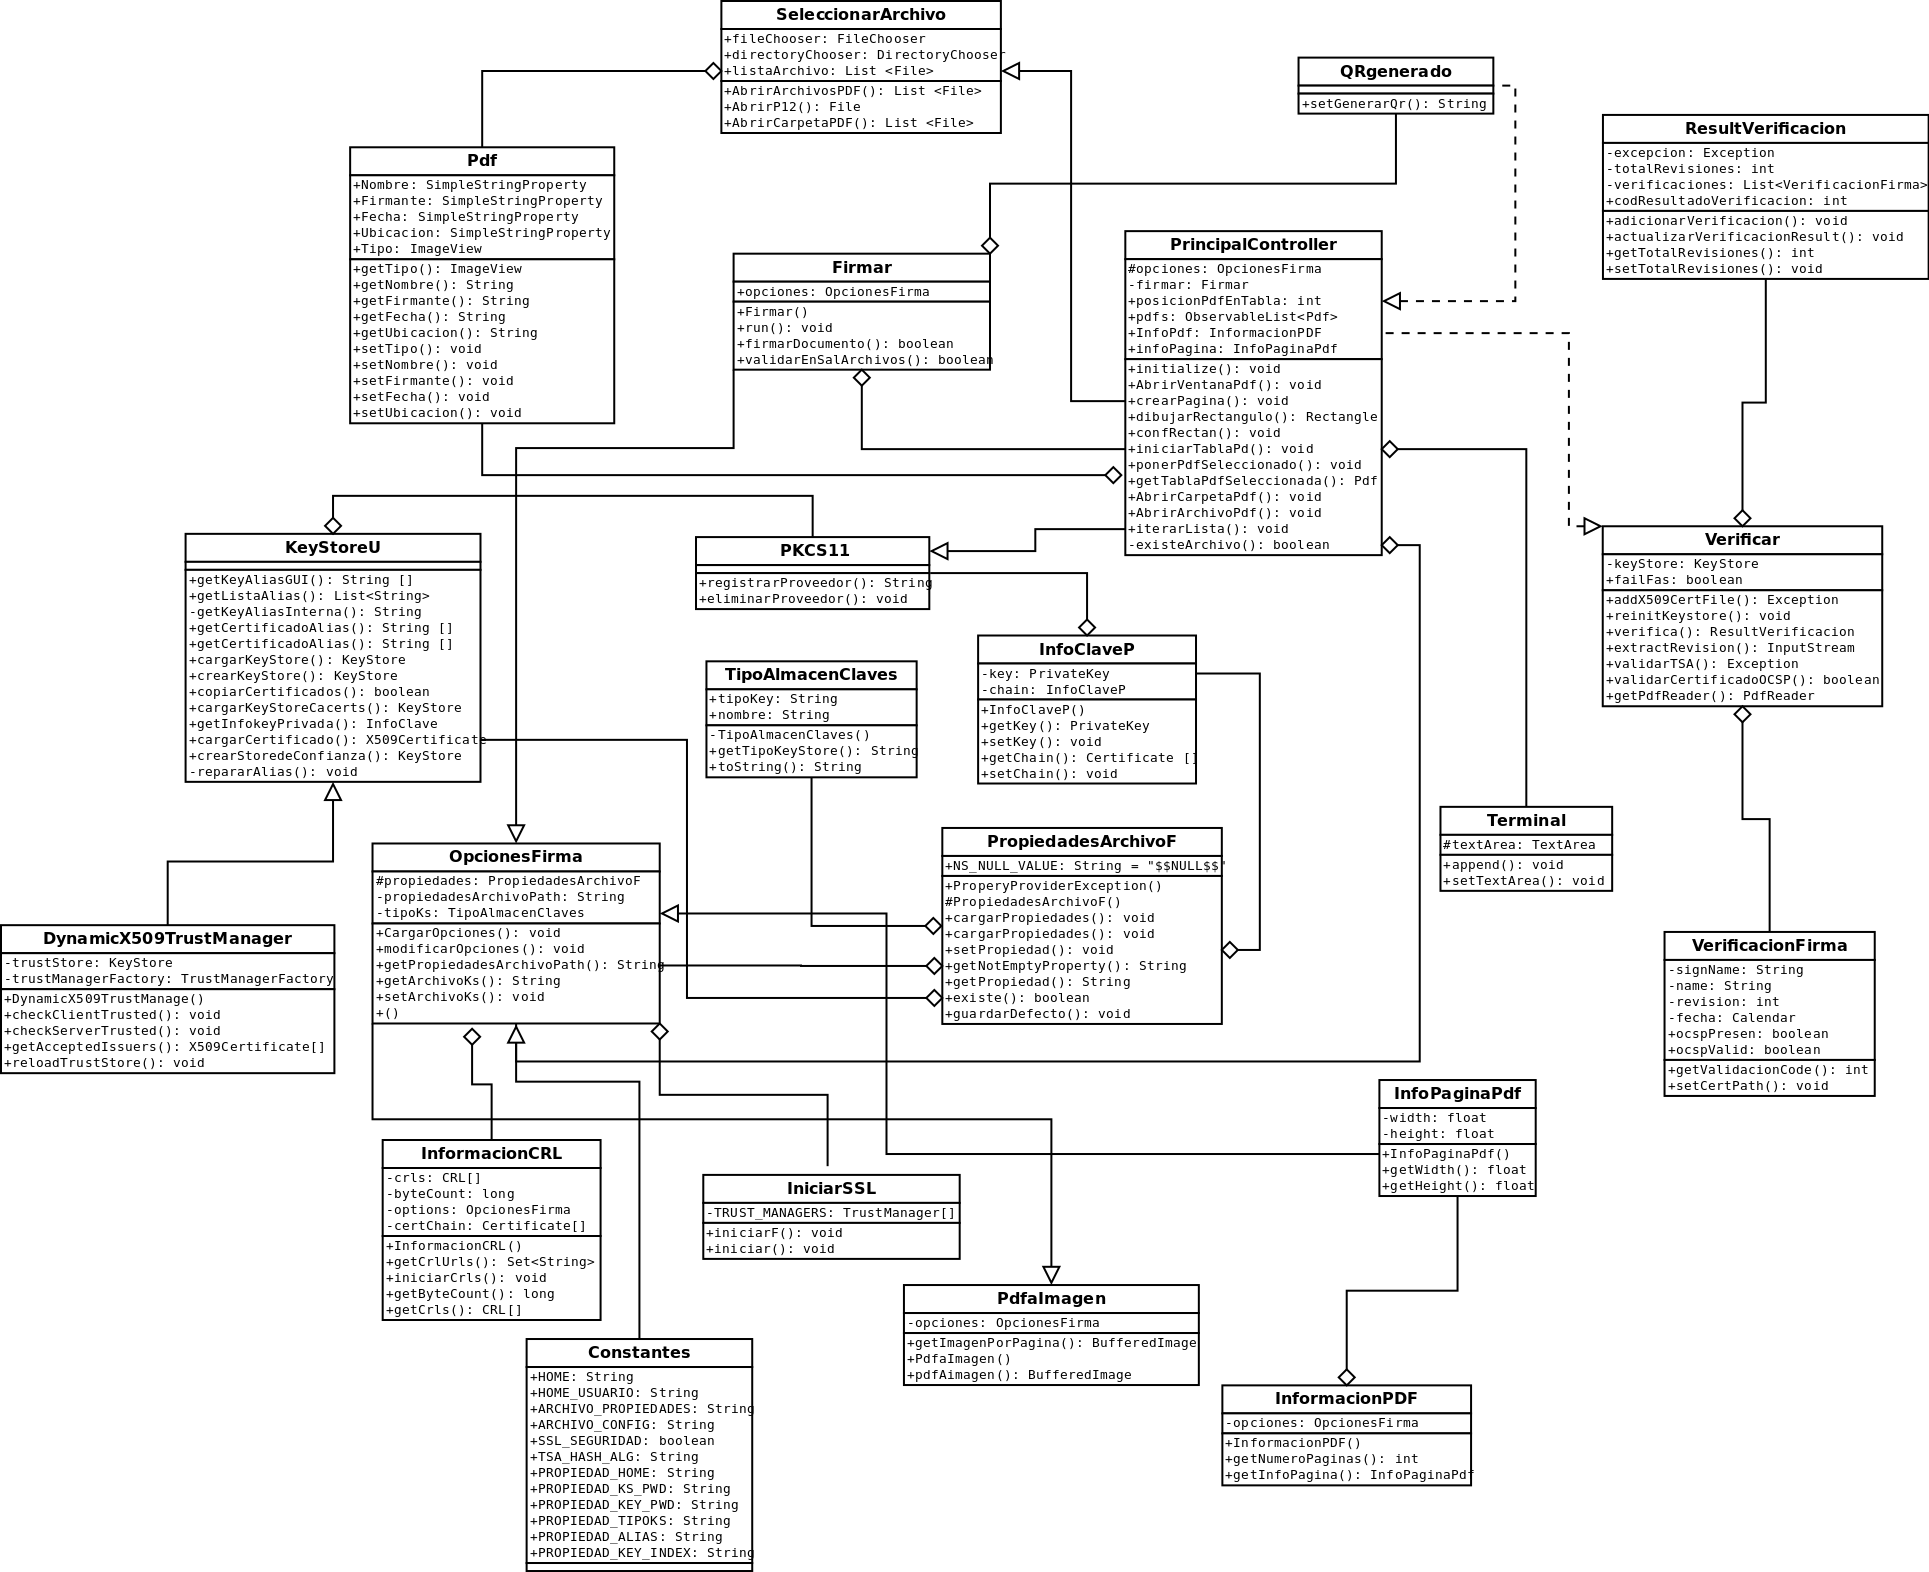 SeleccionarArchivo
+fileChooser: FileChooser
+directoryChooser: DirectoryChooser
+listaArchivo: List <File>
+AbrirArchivosPDF(): List <File>
+AbrirP12(): File
+AbrirCarpetaPDF(): List <File>
QRgenerado
+setGenerarQr(): String
ResultVerificacion
-excepcion: Exception
-totalRevisiones: int
-verificaciones: List<VerificacionFirma>
+codResultadoVerificacion: int
+adicionarVerificacion(): void
+actualizarVerificacionResult(): void
+getTotalRevisiones(): int
+setTotalRevisiones(): void
Pdf
+Nombre: SimpleStringProperty
+Firmante: SimpleStringProperty
+Fecha: SimpleStringProperty
+Ubicacion: SimpleStringProperty
+Tipo: ImageView
+getTipo(): ImageView
+getNombre(): String
+getFirmante(): String
+getFecha(): String
+getUbicacion(): String
+setTipo(): void
+setNombre(): void
+setFirmante(): void
+setFecha(): void
+setUbicacion(): void
Firmar
+opciones: OpcionesFirma
+Firmar()
+run(): void
+firmarDocumento(): boolean
+validarEnSalArchivos(): boolean
PrincipalController
#opciones: OpcionesFirma
-firmar: Firmar
+posicionPdfEnTabla: int
+pdfs: ObservableList<Pdf>
+InfoPdf: InformacionPDF
+infoPagina: InfoPaginaPdf
+initialize(): void
+AbrirVentanaPdf(): void
+crearPagina(): void
+dibujarRectangulo(): Rectangle
+confRectan(): void
+iniciarTablaPd(): void
+ponerPdfSeleccionado(): void
+getTablaPdfSeleccionada(): Pdf
+AbrirCarpetaPdf(): void
+AbrirArchivoPdf(): void
+iterarLista(): void
-existeArchivo(): boolean
KeyStoreU
+getKeyAliasGUI(): String []
+getListaAlias(): List<String>
-getKeyAliasInterna(): String
+getCertificadoAlias(): String []
+getCertificadoAlias(): String []
+cargarKeyStore(): KeyStore
+crearKeyStore(): KeyStore
+copiarCertificados(): boolean
+cargarKeyStoreCacerts(): KeyStore
+getInfokeyPrivada(): InfoClave
+cargarCertificado(): X509Certificate
+crearStoredeConfianza(): KeyStore
-repararAlias(): void
PKCS11
+registrarProveedor(): String
+eliminarProveedor(): void
Verificar
-keyStore: KeyStore
+failFas: boolean
+addX509CertFile(): Exception
+reinitKeystore(): void
+verifica(): ResultVerificacion
+extractRevision(): InputStream
+validarTSA(): Exception
+validarCertificadoOCSP(): boolean
+getPdfReader(): PdfReader
InfoClaveP
-key: PrivateKey
-chain: InfoClaveP
+InfoClaveP()
+getKey(): PrivateKey
+setKey(): void
+getChain(): Certificate []
+setChain(): void
TipoAlmacenClaves
+tipoKey: String
+nombre: String
-TipoAlmacenClaves()
+getTipoKeyStore(): String
+toString(): String
Terminal
#textArea: TextArea
+append(): void
+setTextArea(): void
PropiedadesArchivoF
+NS_NULL_VALUE: String = "$$NULL$$"
+ProperyProviderException()
#PropiedadesArchivoF()
+cargarPropiedades(): void
+cargarPropiedades(): void
+setPropiedad(): void
+getNotEmptyProperty(): String
+getPropiedad(): String
+existe(): boolean
+guardarDefecto(): void
OpcionesFirma
#propiedades: PropiedadesArchivoF
-propiedadesArchivoPath: String
-tipoKs: TipoAlmacenClaves
+CargarOpciones(): void
+modificarOpciones(): void
+getPropiedadesArchivoPath(): String
+getArchivoKs(): String
+setArchivoKs(): void
+()
DynamicX509TrustManager
-trustStore: KeyStore
-trustManagerFactory: TrustManagerFactory
+DynamicX509TrustManage()
+checkClientTrusted(): void
+checkServerTrusted(): void
+getAcceptedIssuers(): X509Certificate[]
+reloadTrustStore(): void
VerificacionFirma
-signName: String
-name: String
-revision: int
-fecha: Calendar
+ocspPresen: boolean
+ocspValid: boolean
+getValidacionCode(): int
+setCertPath(): void
InfoPaginaPdf
-width: float
-height: float
+InfoPaginaPdf()
+getWidth(): float
+getHeight(): float
InformacionCRL
-crls: CRL[]
-byteCount: long
-options: OpcionesFirma
-certChain: Certificate[]
+InformacionCRL()
+getCrlUrls(): Set<String>
+iniciarCrls(): void
+getByteCount(): long
+getCrls(): CRL[]
IniciarSSL
-TRUST_MANAGERS: TrustManager[]
+iniciarF(): void
+iniciar(): void
PdfaImagen
-opciones: OpcionesFirma
+getImagenPorPagina(): BufferedImage
+PdfaImagen()
+pdfAimagen(): BufferedImage
Constantes
+HOME: String
+HOME_USUARIO: String
+ARCHIVO_PROPIEDADES: String
+ARCHIVO_CONFIG: String
+SSL_SEGURIDAD: boolean
+TSA_HASH_ALG: String
+PROPIEDAD_HOME: String
+PROPIEDAD_KS_PWD: String
+PROPIEDAD_KEY_PWD: String
+PROPIEDAD_TIPOKS: String
+PROPIEDAD_ALIAS: String
+PROPIEDAD_KEY_INDEX: String
InformacionPDF
-opciones: OpcionesFirma
+InformacionPDF()
+getNumeroPaginas(): int
+getInfoPagina(): InfoPaginaPdf